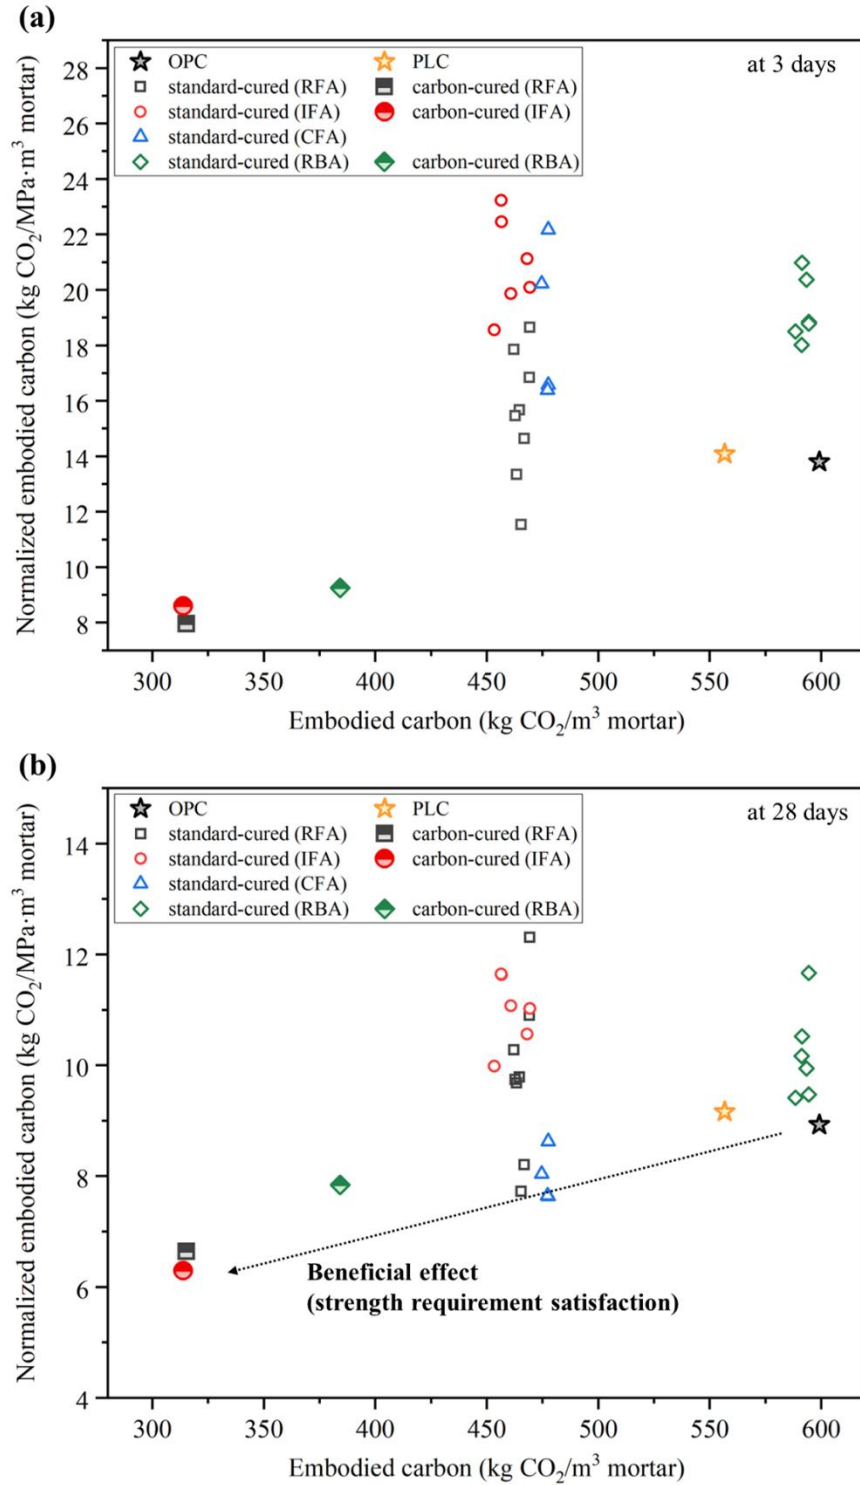 (a)
at 3 days
OPC
PLC
standard-cured (RFA)
carbon-cured (RFA)
standard-cured (IFA)
carbon-cured (IFA)
standard-cured (CFA)
standard-cured (RBA)
carbon-cured (RBA)
Normalized embodied carbon (kg CO₂/MPa·m³ mortar)
28
26
24
22
20
18
16
14
12
10
8
300 350 400 450 500 550 600
Embodied carbon (kg CO₂/m³ mortar)
(b)
at 28 days
OPC
PLC
standard-cured (RFA)
carbon-cured (RFA)
standard-cured (IFA)
carbon-cured (IFA)
standard-cured (CFA)
standard-cured (RBA)
carbon-cured (RBA)
Normalized embodied carbon (kg CO₂/MPa·m³ mortar)
14
12
10
8
6
4
Beneficial effect
(strength requirement satisfaction)
300 350 400 450 500 550 600
Embodied carbon (kg CO₂/m³ mortar)